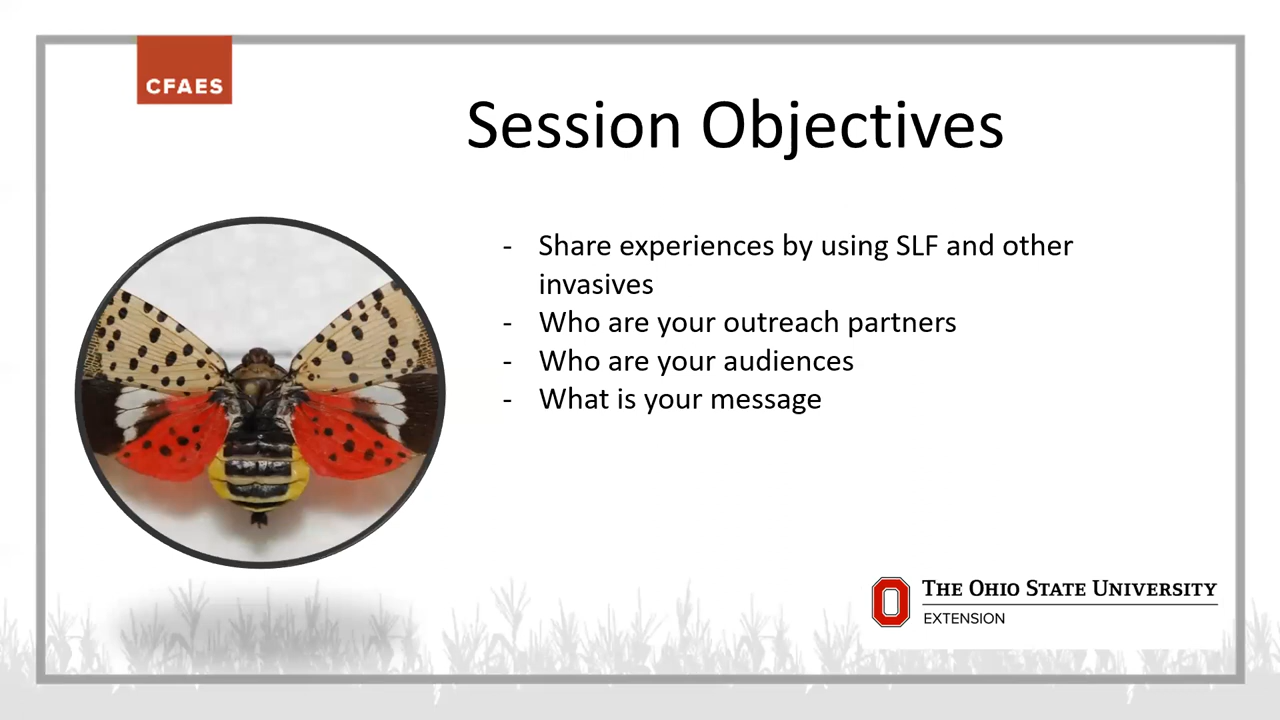 CFAES
Session Objectives
- Share experiences by using SLF and other
invasives
- Who are your outreach partners
- Who are your audiences
- What is your message
THE OHIO STATE UNIVERSITY
EXTENSION